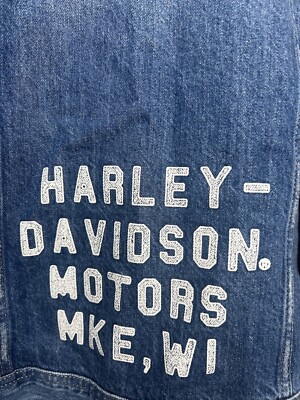 HARLEY-
DAVIDSON.®
MOTORS
MKE, WI